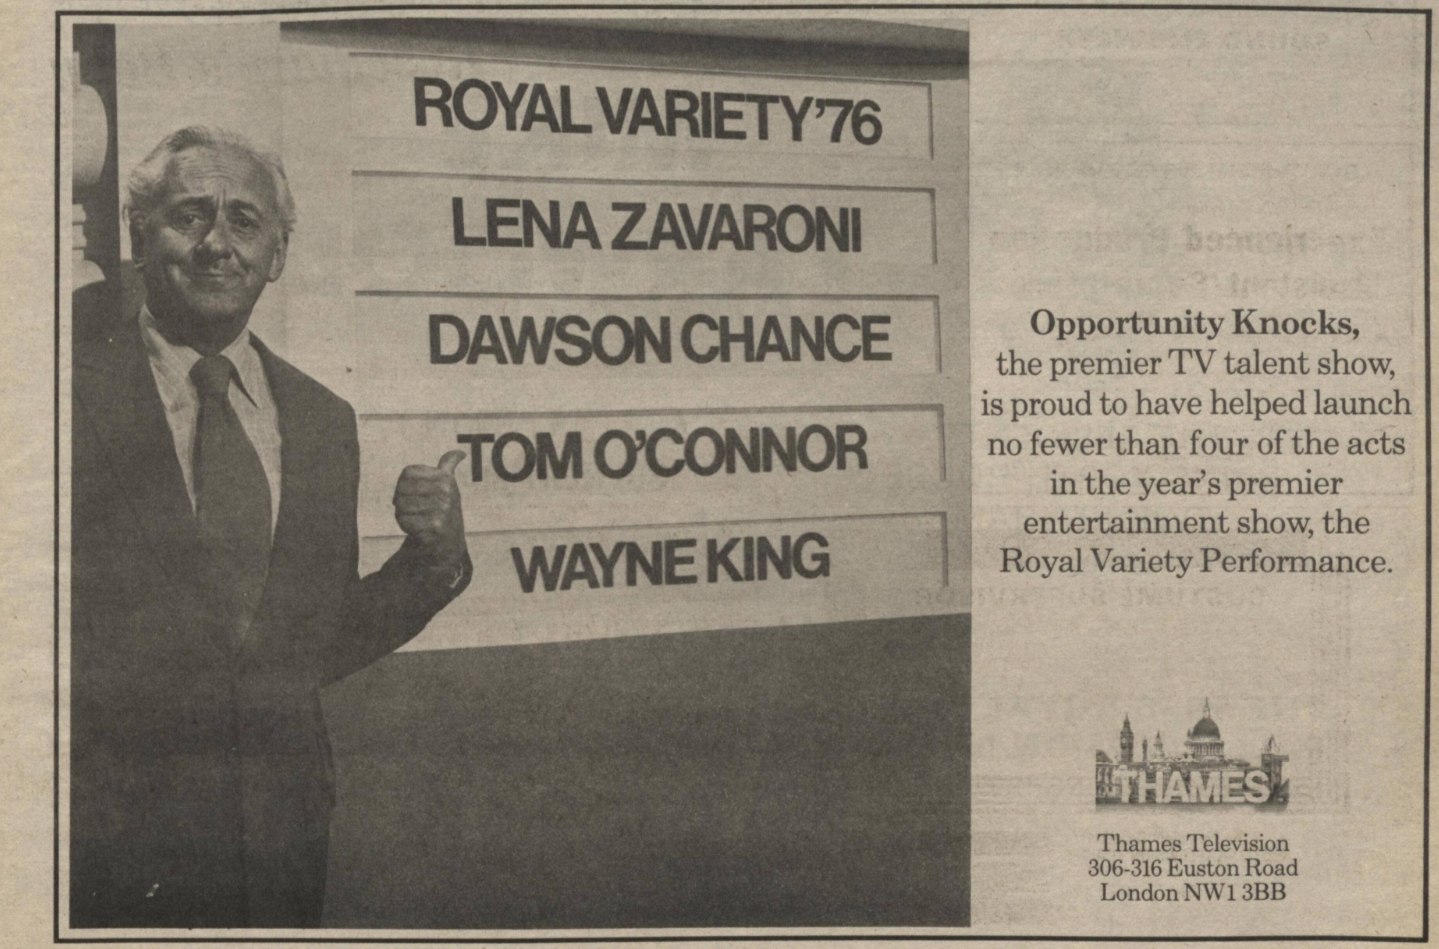 ROYAL VARIETY'76
LENA ZAVARONI
DAWSON CHANCE
TOM O'CONNOR
WAYNE KING
Opportunity Knocks,
the premier TV talent show,
is proud to have helped launch
no fewer than four of the acts
in the year's premier
entertainment show, the
Royal Variety Performance.
THAMES
Thames Television
306-316 Euston Road
London NW1 3BB